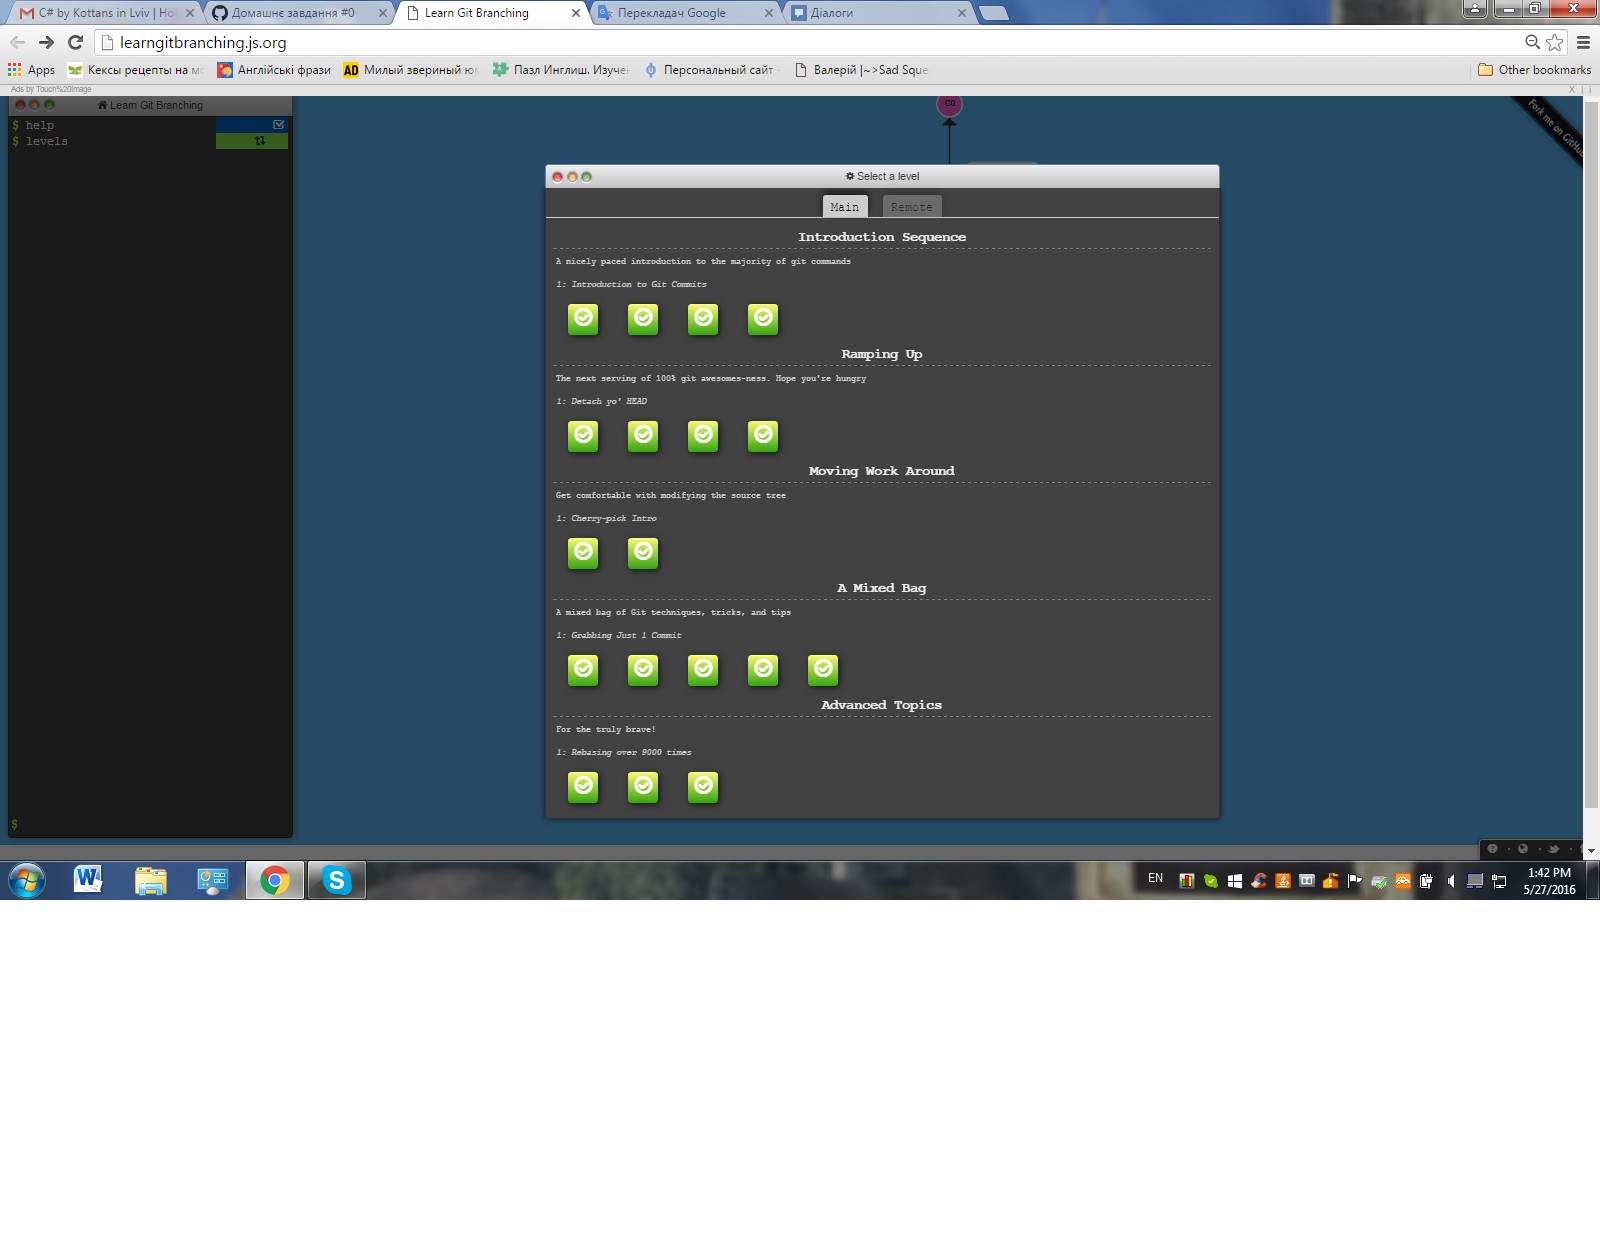 C# by Kottans in Lviv | Ho
Домашнє завдання #0
Learn Git Branching
Перекладач Google
Діалоги
learngitbranching.js.org
Apps
Кексы рецепты на мо
Англійські фрази
AD Милый звериный юм
Пазл Инглиш. Изучен
Персональный сайт
Валерій |~>Sad Sque
Other bookmarks
Ads by Touch%20Image
X | i
Learn Git Branching
$ help
$ levels
$
C0
Fork me on GitHub
Select a level
Main
Remote
Introduction Sequence
A nicely paced introduction to the majority of git commands
1: Introduction to Git Commits
Ramping Up
The next serving of 100% git awesomes-ness. Hope you're hungry
1: Detach yo' HEAD
Moving Work Around
Get comfortable with modifying the source tree
1: Cherry-pick Intro
A Mixed Bag
A mixed bag of Git techniques, tricks, and tips
1: Grabbing Just 1 Commit
Advanced Topics
For the truly brave!
1: Rebasing over 9000 times
EN
1:42 PM
5/27/2016